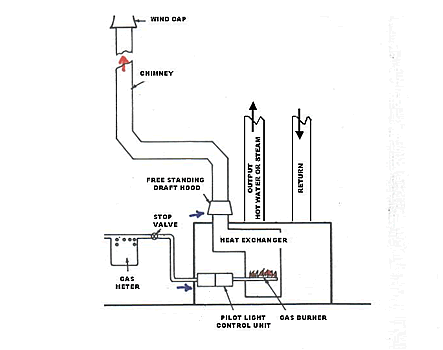 WIND CAP
CHIMNEY
OUTPUT
HOT WATER OR STEAM
RETURN
FREE STANDING
DRAFT HOOD
STOP
VALVE
HEAT EXCHANGER
GAS
METER
PILOT LIGHT
CONTROL UNIT
GAS BURNER